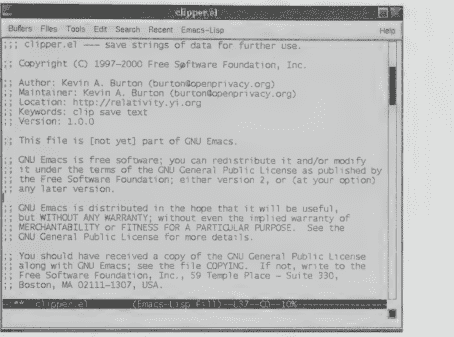 clipper.el
Buffers Files Tools Edit Search Recent Emacs-Lisp Help
;;; clipper.el --- save strings of data for further use.
;; Copyright (C) 1997-2000 Free Software Foundation, Inc.
;; Author: Kevin A. Burton (burton@openprivacy.org)
;; Maintainer: Kevin A. Burton (burton@openprivacy.org)
;; Location: http://relativity.yi.org
;; Keywords: clip save text
;; Version: 1.0.0
;; This file is [not yet] part of GNU Emacs.
;; GNU Emacs is free software; you can redistribute it and/or modify
;; it under the terms of the GNU General Public License as published by
;; the Free Software Foundation; either version 2, or (at your option)
;; any later version.
;; GNU Emacs is distributed in the hope that it will be useful,
;; but WITHOUT ANY WARRANTY; without even the implied warranty of
;; MERCHANTABILITY or FITNESS FOR A PARTICULAR PURPOSE.  See the
;; GNU General Public License for more details.
;; You should have received a copy of the GNU General Public License
;; along with GNU Emacs; see the file COPYING.  If not, write to the
;; Free Software Foundation, Inc., 59 Temple Place - Suite 330,
;; Boston, MA 02111-1307, USA.
--** clipper.el (Emacs-Lisp Fill)--L37--C0--10%